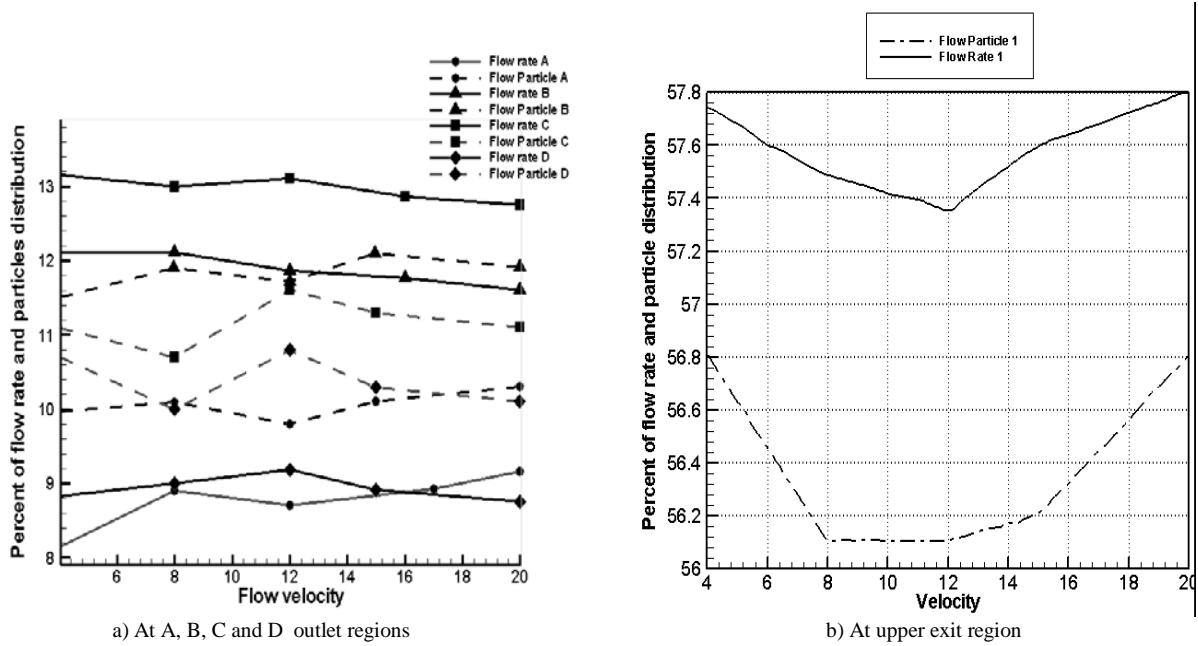 Flow rate A
Flow Particle A
Flow rate B
Flow Particle B
Flow rate C
Flow Particle C
Flow rate D
Flow Particle D
Percent of flow rate and particles distribution
13
12
11
10
9
8
6
8
10
12
14
16
18
20
Flow velocity
a) At A, B, C and D outlet regions
Flow Particle 1
Flow Rate 1
Percent of flow rate and particle distribution
57.8
57.6
57.4
57.2
57
56.8
56.6
56.4
56.2
56
4
6
8
10
12
14
16
18
20
Velocity
b) At upper exit region